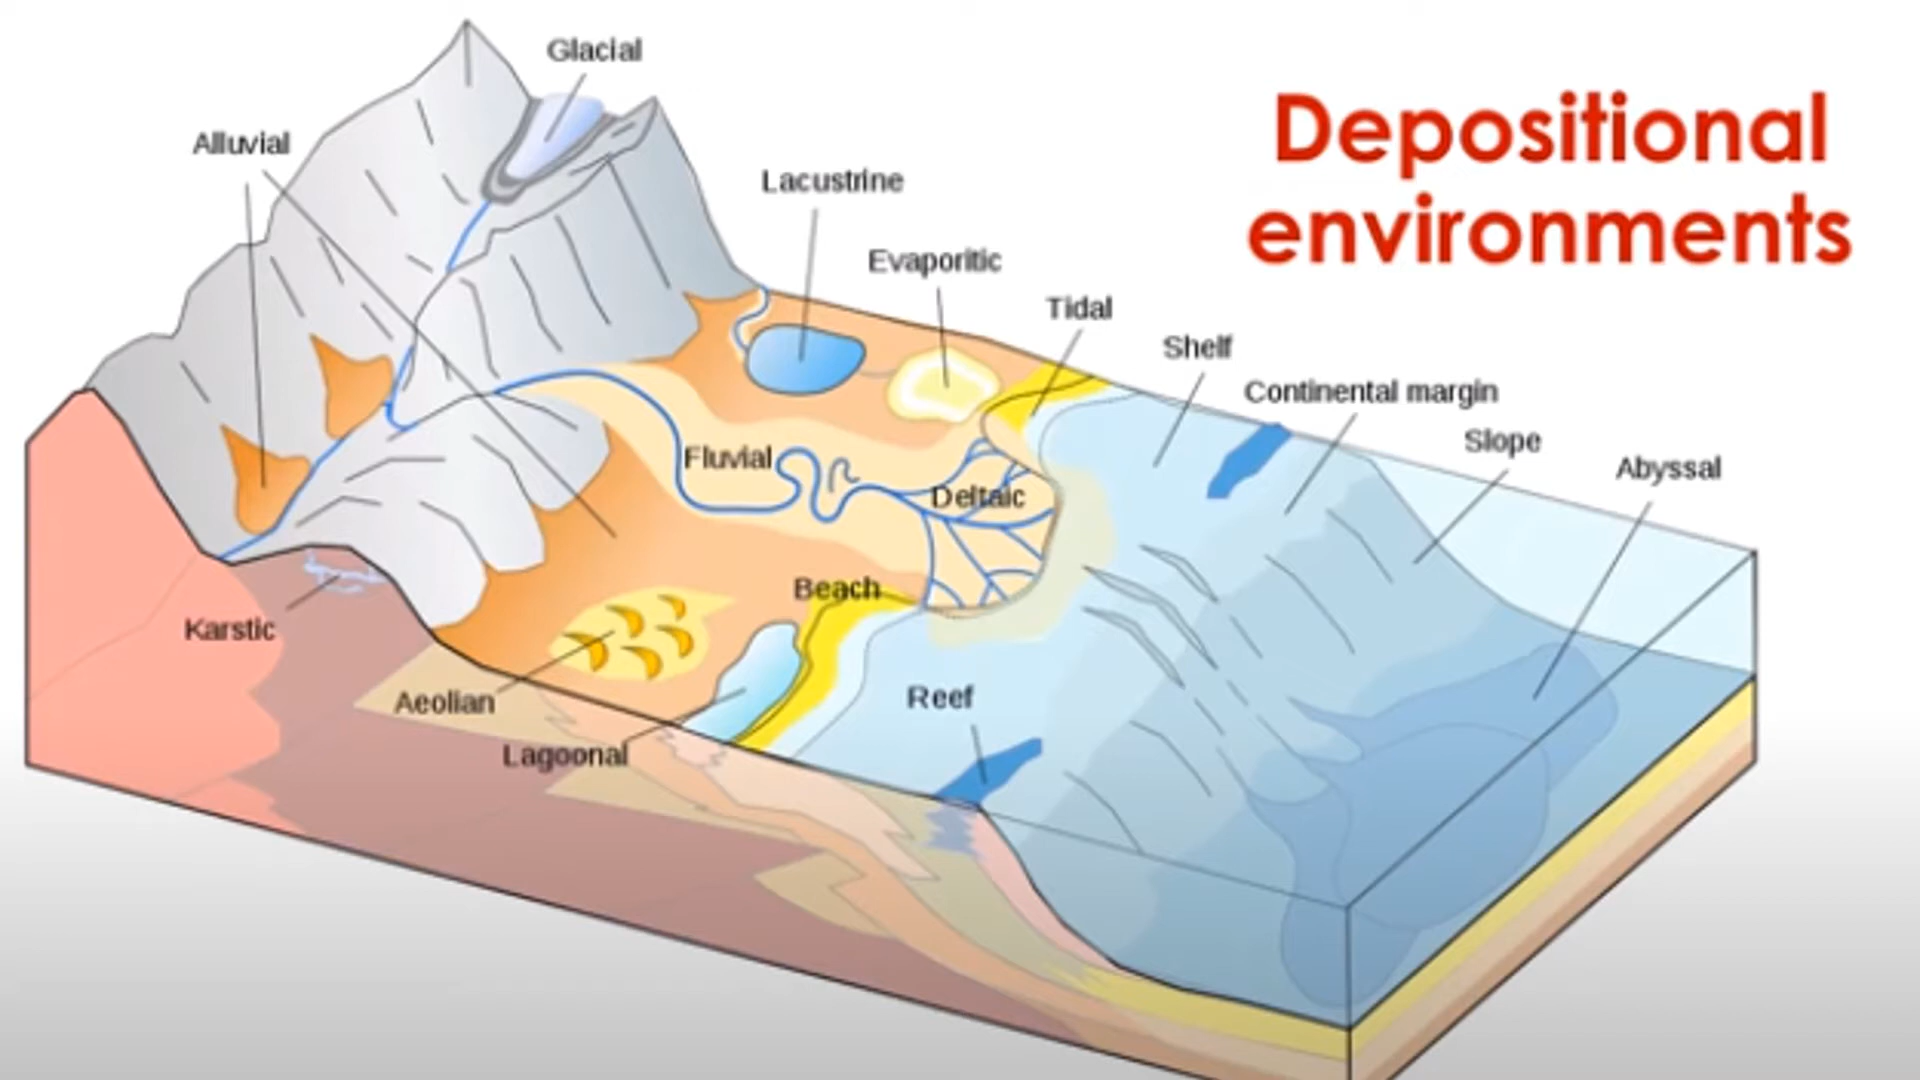 Depositional
environments
Glacial
Alluvial
Lacustrine
Evaporitic
Tidal
Shelf
Continental margin
Slope
Abyssal
Fluvial
Deltaic
Beach
Karstic
Aeolian
Reef
Lagoonal